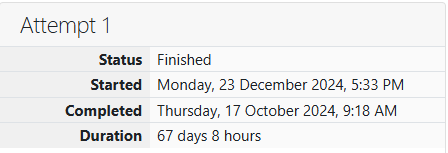 Attempt 1
Status Finished
Started Monday, 23 December 2024, 5:33 PM
Completed Thursday, 17 October 2024, 9:18 AM
Duration 67 days 8 hours